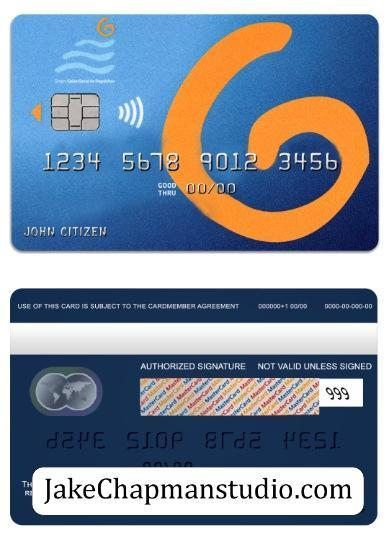 Grupo Caixa Geral de Depósitos
1234 5678 9012 3456
GOOD
THRU 00/00
JOHN CITIZEN
USE OF THIS CARD IS SUBJECT TO THE CARDMEMBER AGREEMENT 000000+1 00/00 0000-00-000-00
AUTHORIZED SIGNATURE NOT VALID UNLESS SIGNED
MasterCard MasterCard MasterCard
999
JakeChapmanstudio.com